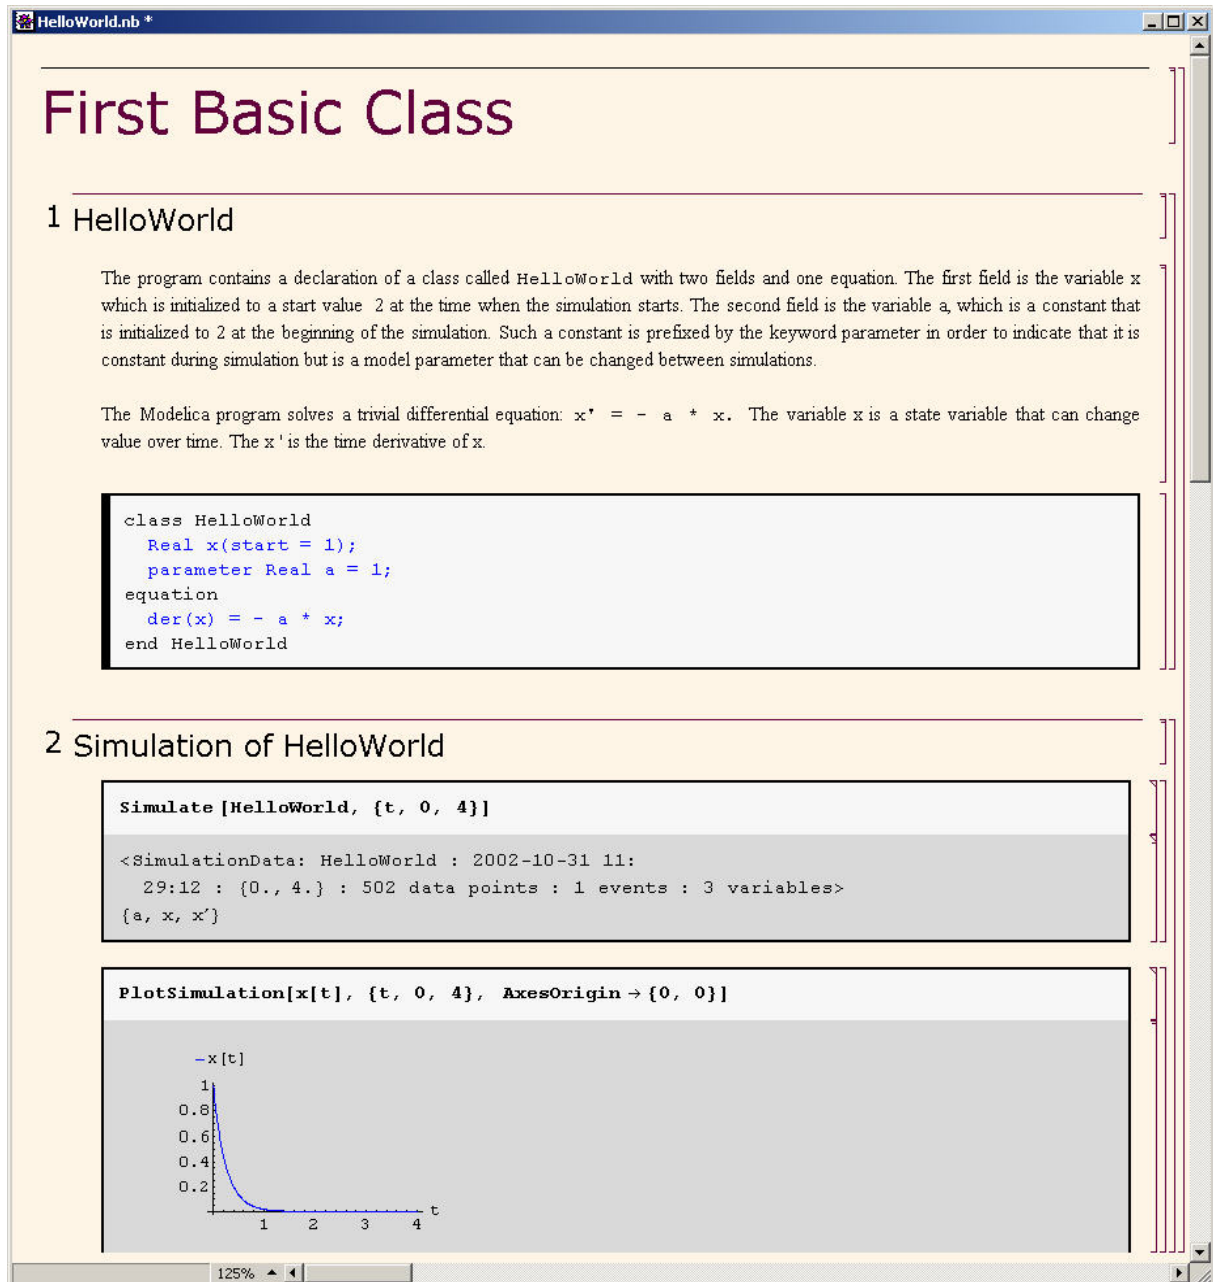 HelloWorld.nb *
First Basic Class
1 HelloWorld
The program contains a declaration of a class called HelloWorld with two fields and one equation. The first field is the variable x
which is initialized to a start value 2 at the time when the simulation starts. The second field is the variable a, which is a constant that
is initialized to 2 at the beginning of the simulation. Such a constant is prefixed by the keyword parameter in order to indicate that it is
constant during simulation but is a model parameter that can be changed between simulations.
The Modelica program solves a trivial differential equation: x' = - a * x. The variable x is a state variable that can change
value over time. The x ' is the time derivative of x.
class HelloWorld
Real x(start = 1);
parameter Real a = 1;
equation
der(x) = - a * x;
end HelloWorld
2 Simulation of HelloWorld
Simulate[HelloWorld, {t, 0, 4}]
<SimulationData: HelloWorld : 2002-10-31 11:
29:12 : {0., 4.} : 502 data points : 1 events : 3 variables>
{a, x, x′}
PlotSimulation[x[t], {t, 0, 4}, AxesOrigin → {0, 0}]
x[t]
1
0.8
0.6
0.4
0.2
t
1 2 3 4
125%